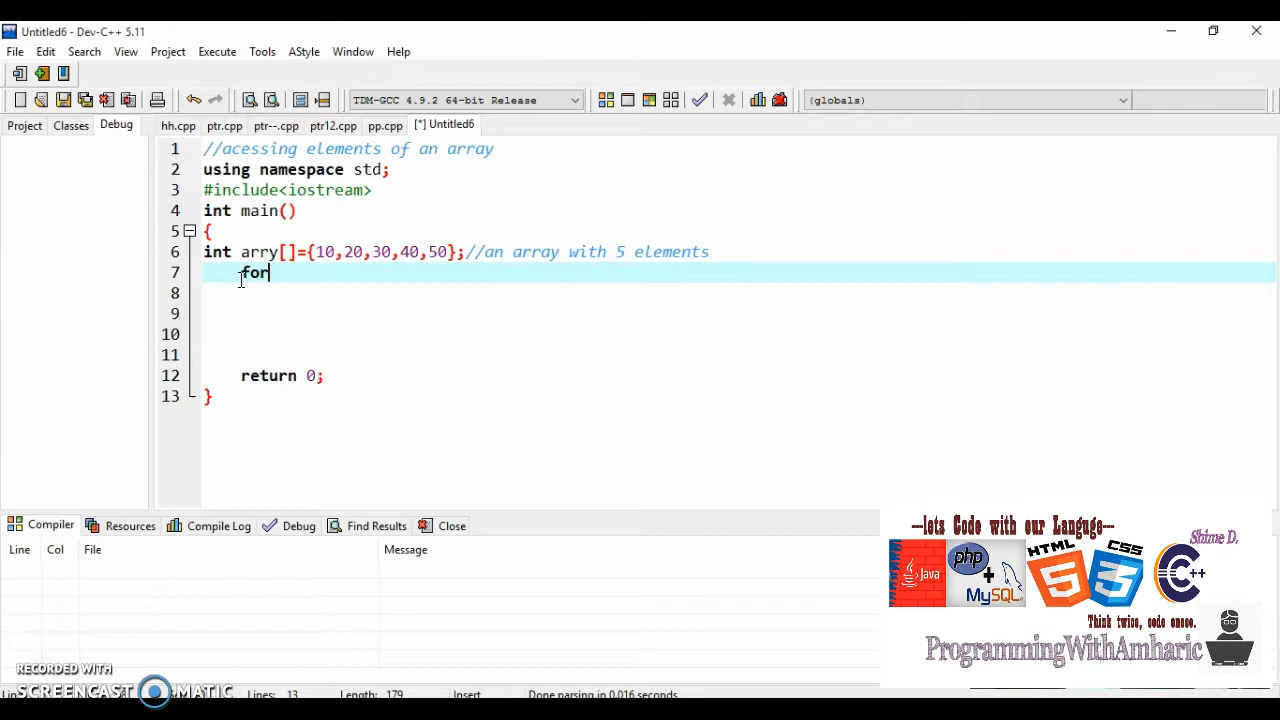 Untitled6 - Dev-C++ 5.11
File Edit Search View Project Execute Tools AStyle Window Help
TDM-GCC 4.9.2 64-bit Release (globals)
Project Classes Debug hh.cpp ptr.cpp ptr--.cpp ptr12.cpp pp.cpp [*] Untitled6
1 //acessing elements of an array
2 using namespace std;
3 #include<iostream>
4 int main()
5 {
6 int arry[]={10,20,30,40,50};//an array with 5 elements
7 for
8
9
10
11
12 return 0;
13 }
Compiler Resources Compile Log Debug Find Results Close
Line Col File Message
---lets Code with our Languge---
Shime D.
Java php + MySQL HTML 5 CSS 3 C++
Think twice, code onece.
ProgrammingWithAmharic
RECORDED WITH
SCREENCAST MATIC
Lines: 13 Length: 179 Insert Done parsing in 0.016 seconds